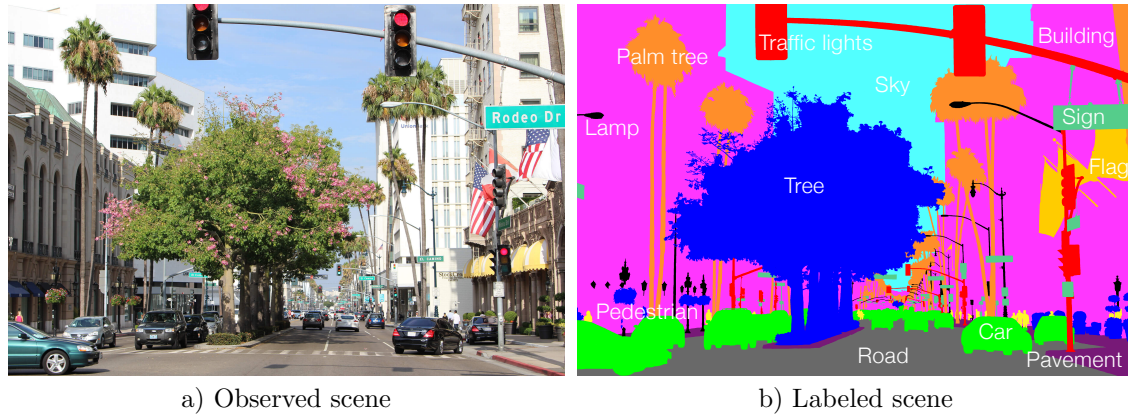 Rodeo Dr
Traffic lights
Building
Palm tree
Sky
Lamp
Sign
Flag
Tree
Pedestrian
Car
Road
Pavement
a) Observed scene
b) Labeled scene